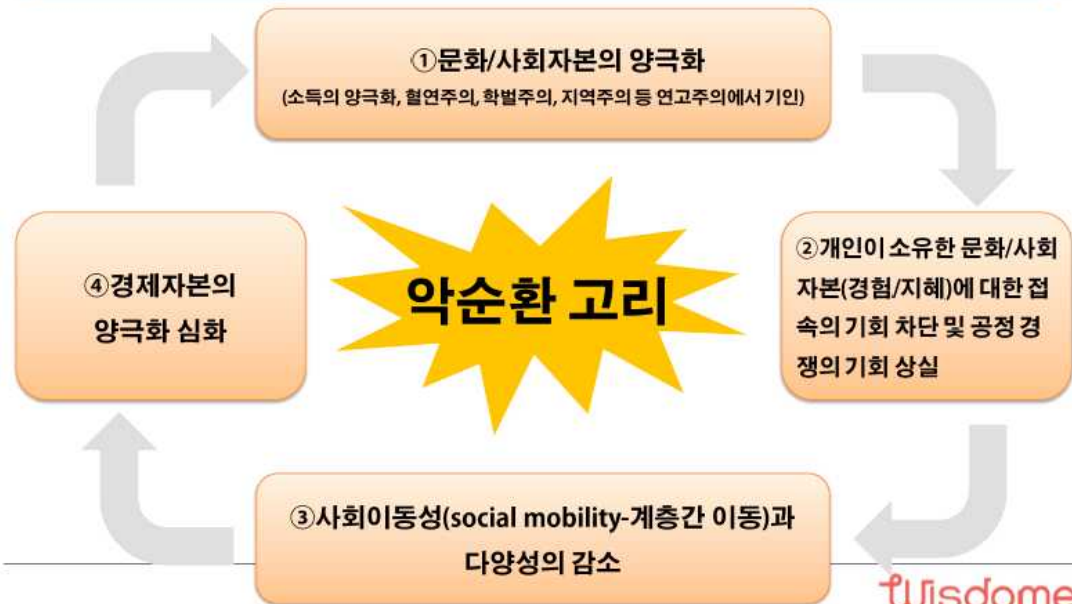 ①문화/사회자본의 양극화
(소득의 양극화, 혈연주의, 학벌주의, 지역주의 등 연고주의에서 기인)
②개인이 소유한 문화/사회
자본(경험/지혜)에 대한 접
속의 기회 차단 및 공정 경
쟁의 기회 상실
③사회이동성(social mobility-계층간 이동)과
다양성의 감소
④경제자본의
양극화 심화
악순환 고리
Wisdome